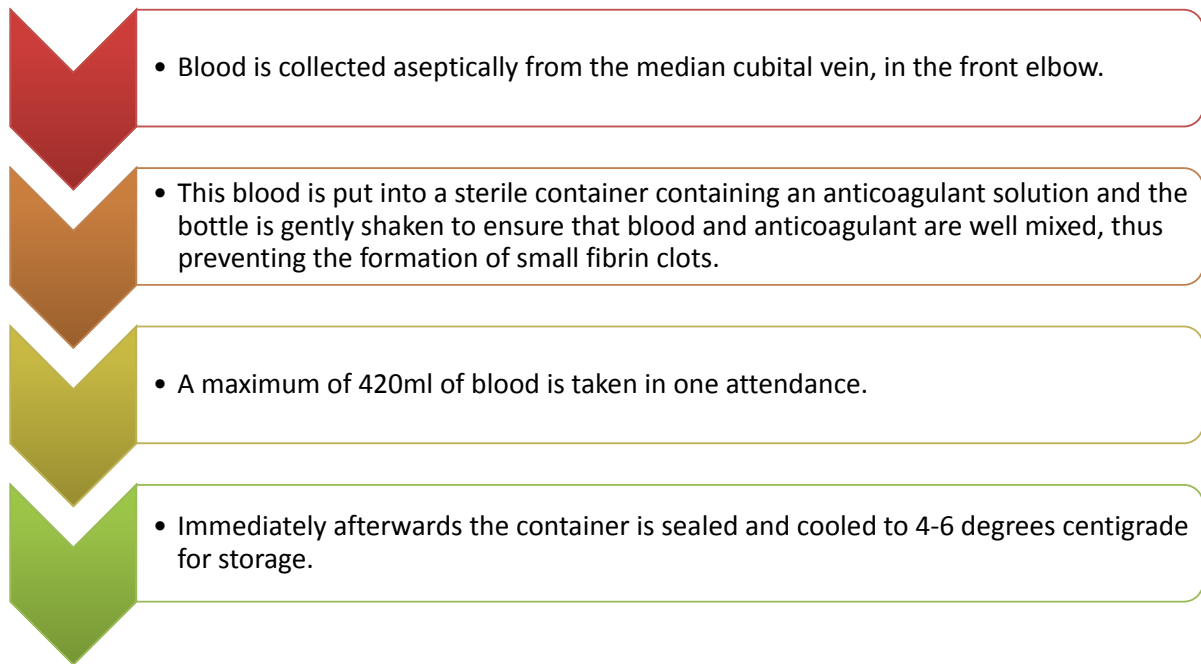 • Blood is collected aseptically from the median cubital vein, in the front elbow.
• This blood is put into a sterile container containing an anticoagulant solution and the
bottle is gently shaken to ensure that blood and anticoagulant are well mixed, thus
preventing the formation of small fibrin clots.
• A maximum of 420ml of blood is taken in one attendance.
• Immediately afterwards the container is sealed and cooled to 4-6 degrees centigrade
for storage.